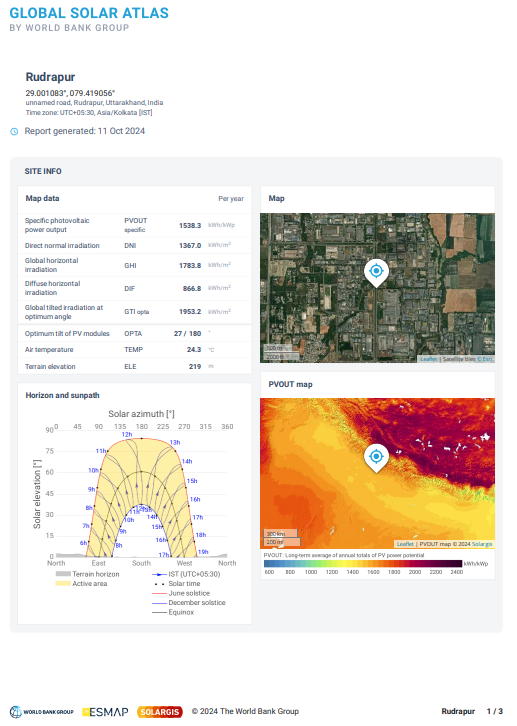 GLOBAL SOLAR ATLAS
BY WORLD BANK GROUP
Rudrapur
29.001083°, 079.419056°
unnamed road, Rudrapur, Uttarakhand, India
Time zone: UTC+05:30, Asia/Kolkata [IST]
Report generated: 11 Oct 2024
SITE INFO
Map data Per year
Specific photovoltaic power output PVOUT specific 1538.3 kWh/kWp
Direct normal irradiation DNI 1367.0 kWh/m²
Global horizontal irradiation GHI 1783.8 kWh/m²
Diffuse horizontal irradiation DIF 866.8 kWh/m²
Global tilted irradiation at optimum angle GTI opta 1953.2 kWh/m²
Optimum tilt of PV modules OPTA 27 / 180 °
Air temperature TEMP 24.3 °C
Terrain elevation ELE 219 m
Map
Leaflet | Satellite tiles © Esri
PVOUT map
Leaflet | PVOUT map © 2024 Solargis
PVOUT: Long-term average of annual totals of PV power potential
600 800 1000 1200 1400 1600 1800 2000 2200 2400 kWh/kWp
Horizon and sunpath
Solar azimuth [°]
0 45 90 135 180 225 270 315 360
Solar elevation [°]
90
75
60
45
30
15
0
12h
11h 13h
10h 14h
9h 15h
8h 16h
7h 17h
6h 18h
19h
North East South West North
Terrain horizon
Active area
IST (UTC+05:30)
Solar time
June solstice
December solstice
Equinox
WORLD BANK GROUP
ESMAP
SOLARGIS
© 2024 The World Bank Group
Rudrapur 1 / 3